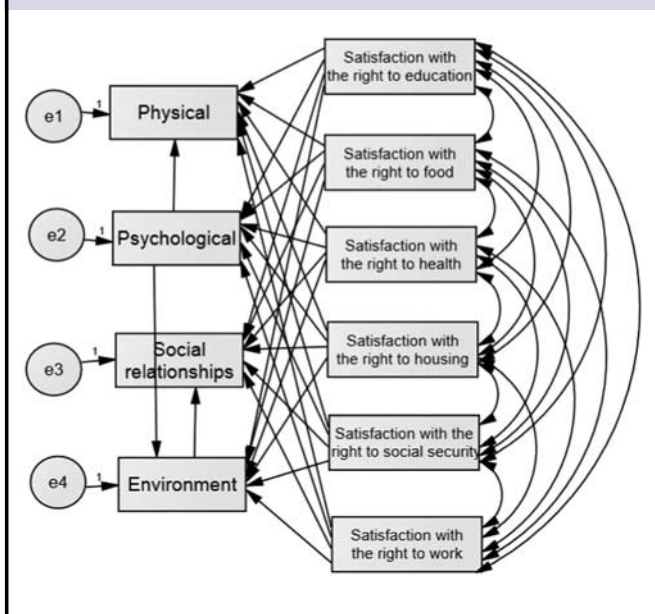 Satisfaction with
the right to education
e1
1
Physical
Satisfaction with
the right to food
e2
1
Psychological
Satisfaction with
the right to health
e3
1
Social
relationships
Satisfaction with
the right to housing
Satisfaction with the
right to social security
e4
1
Environment
Satisfaction with
the right to work